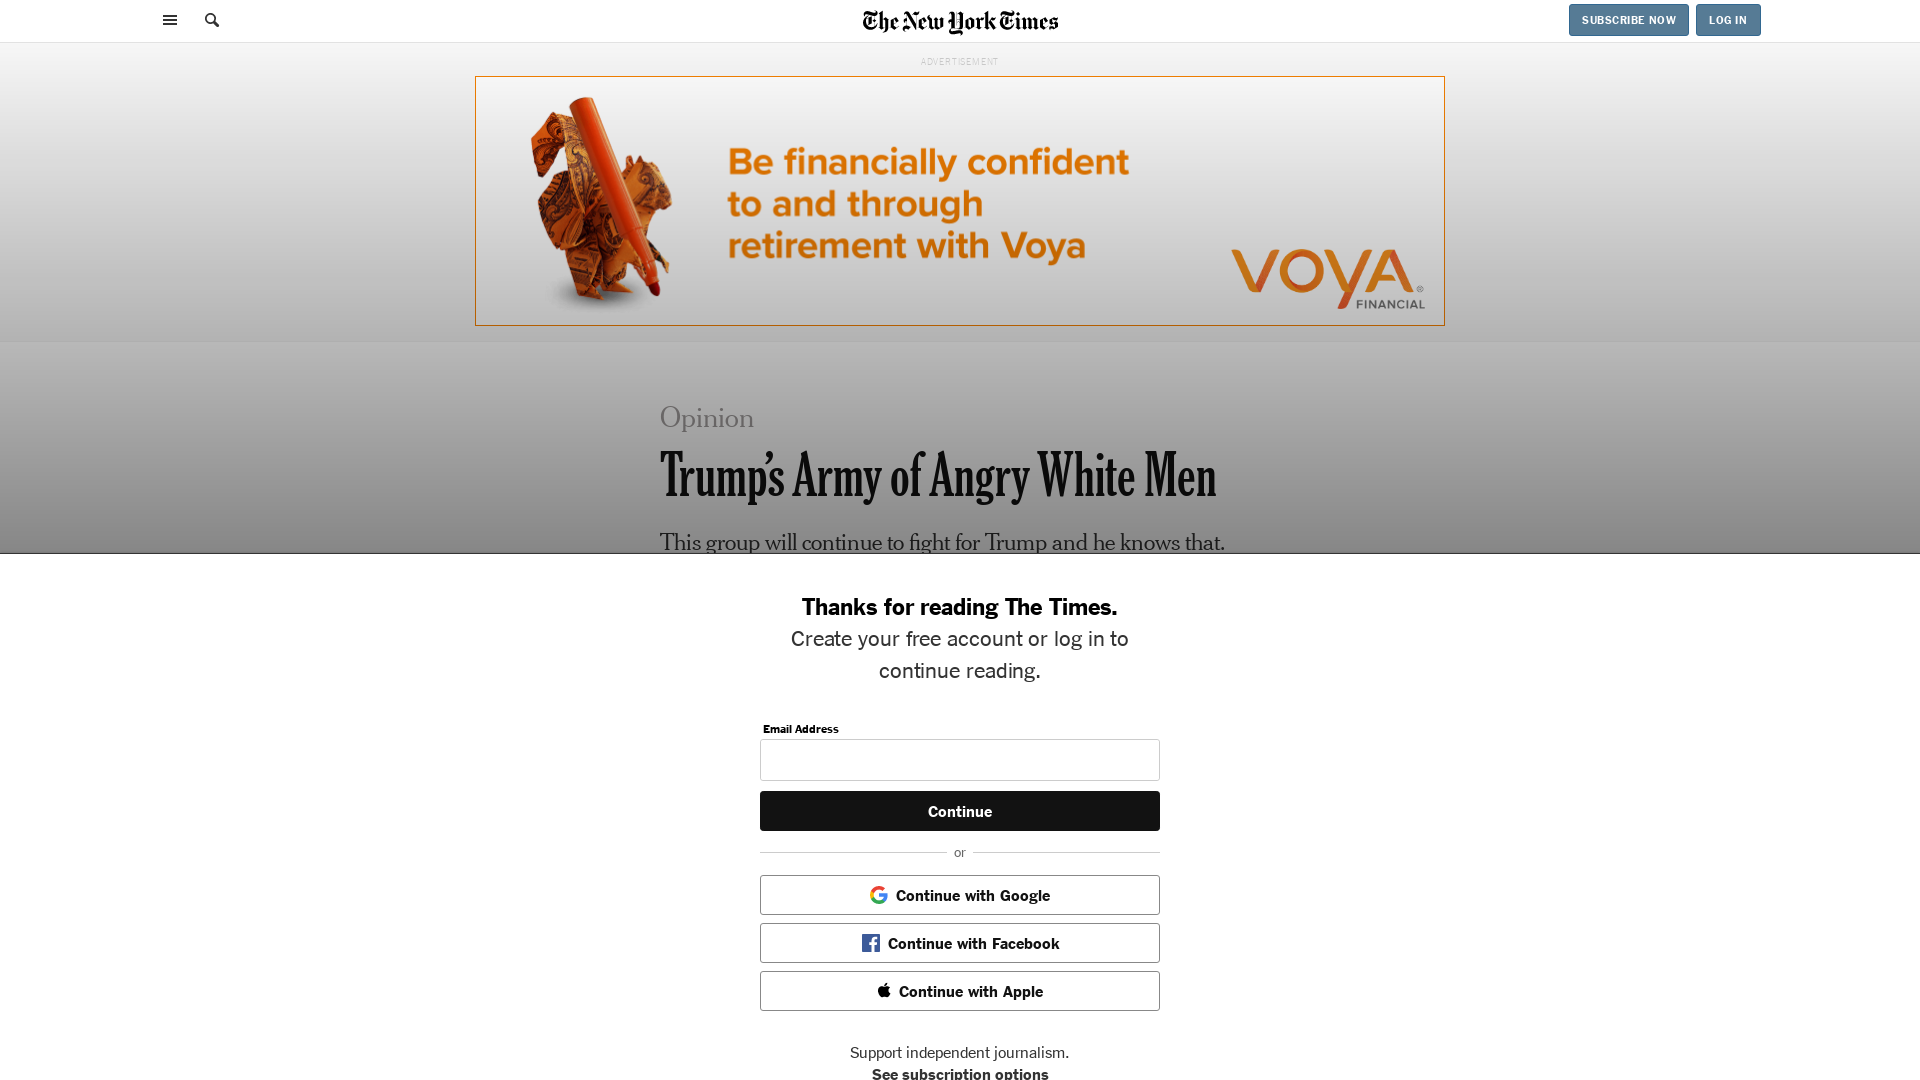 The New York Times
SUBSCRIBE NOW
LOG IN
ADVERTISEMENT
Be financially confident
to and through
retirement with Voya
VOYA®
FINANCIAL
Opinion
Trump’s Army of Angry White Men
This group will continue to fight for Trump and he knows that.
Thanks for reading The Times.
Create your free account or log in to
continue reading.
Email Address
Continue
or
Continue with Google
Continue with Facebook
Continue with Apple
Support independent journalism.
See subscription options